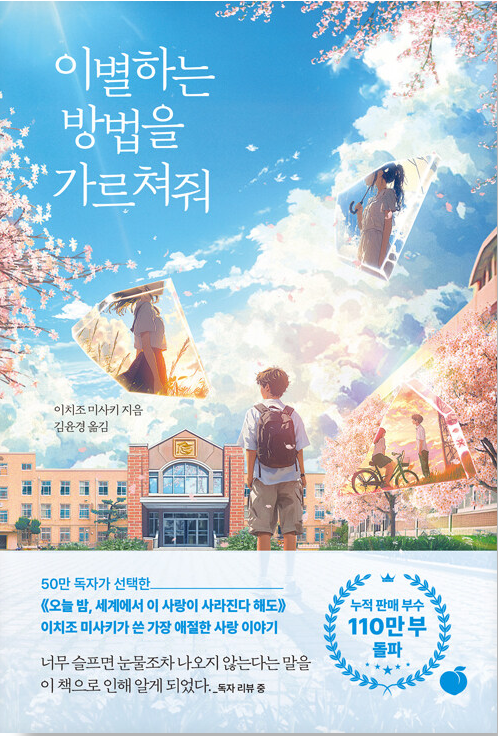 이별하는
방법을
가르쳐줘
이치조 미사키 지음
김윤경 옮김
50만 독자가 선택한
《오늘 밤, 세계에서 이 사랑이 사라진다 해도》
이치조 미사키가 쓴 가장 애절한 사랑 이야기
너무 슬프면 눈물조차 나오지 않는다는 말을
이 책으로 인해 알게 되었다._독자 리뷰 중
누적 판매 부수
110만 부
돌파